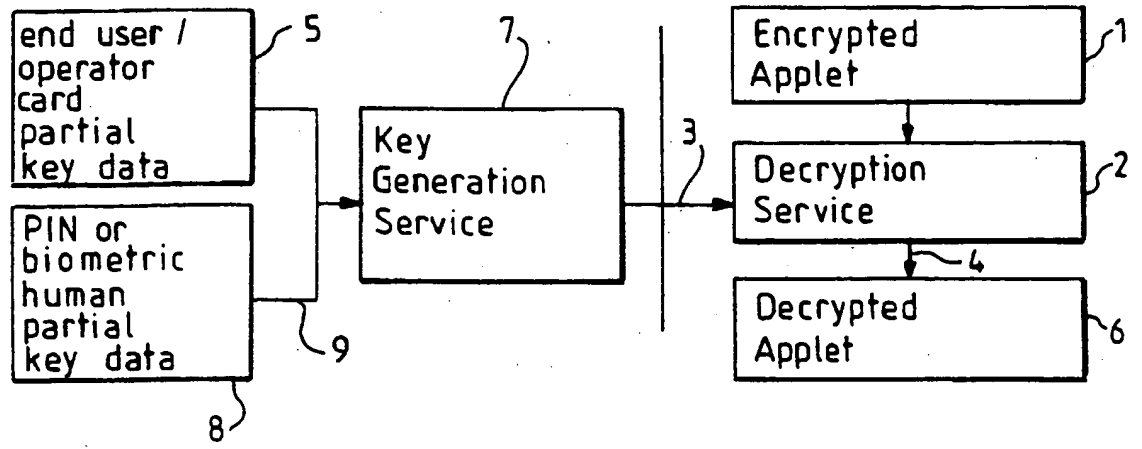 end user /
operator
card
partial
key data
5
PIN or
biometric
human
partial
key data
8
9
Key
Generation
Service
7
3
Encrypted
Applet
1
Decryption
Service
2
4
Decrypted
Applet
6